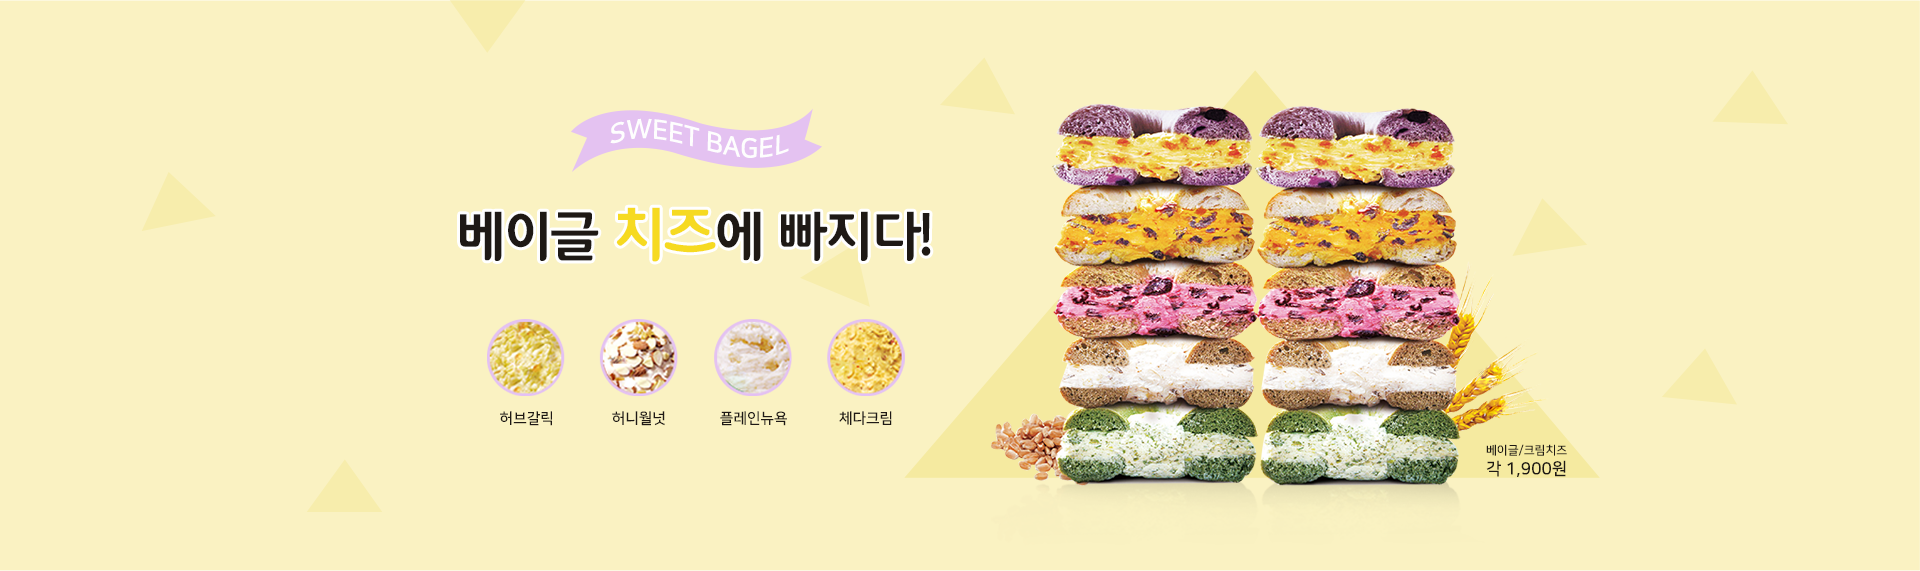 SWEET BAGEL
베이글 치즈에 빠지다!
허브갈릭
허니월넛
플레인뉴욕
체다크림
베이글/크림치즈
각 1,900원